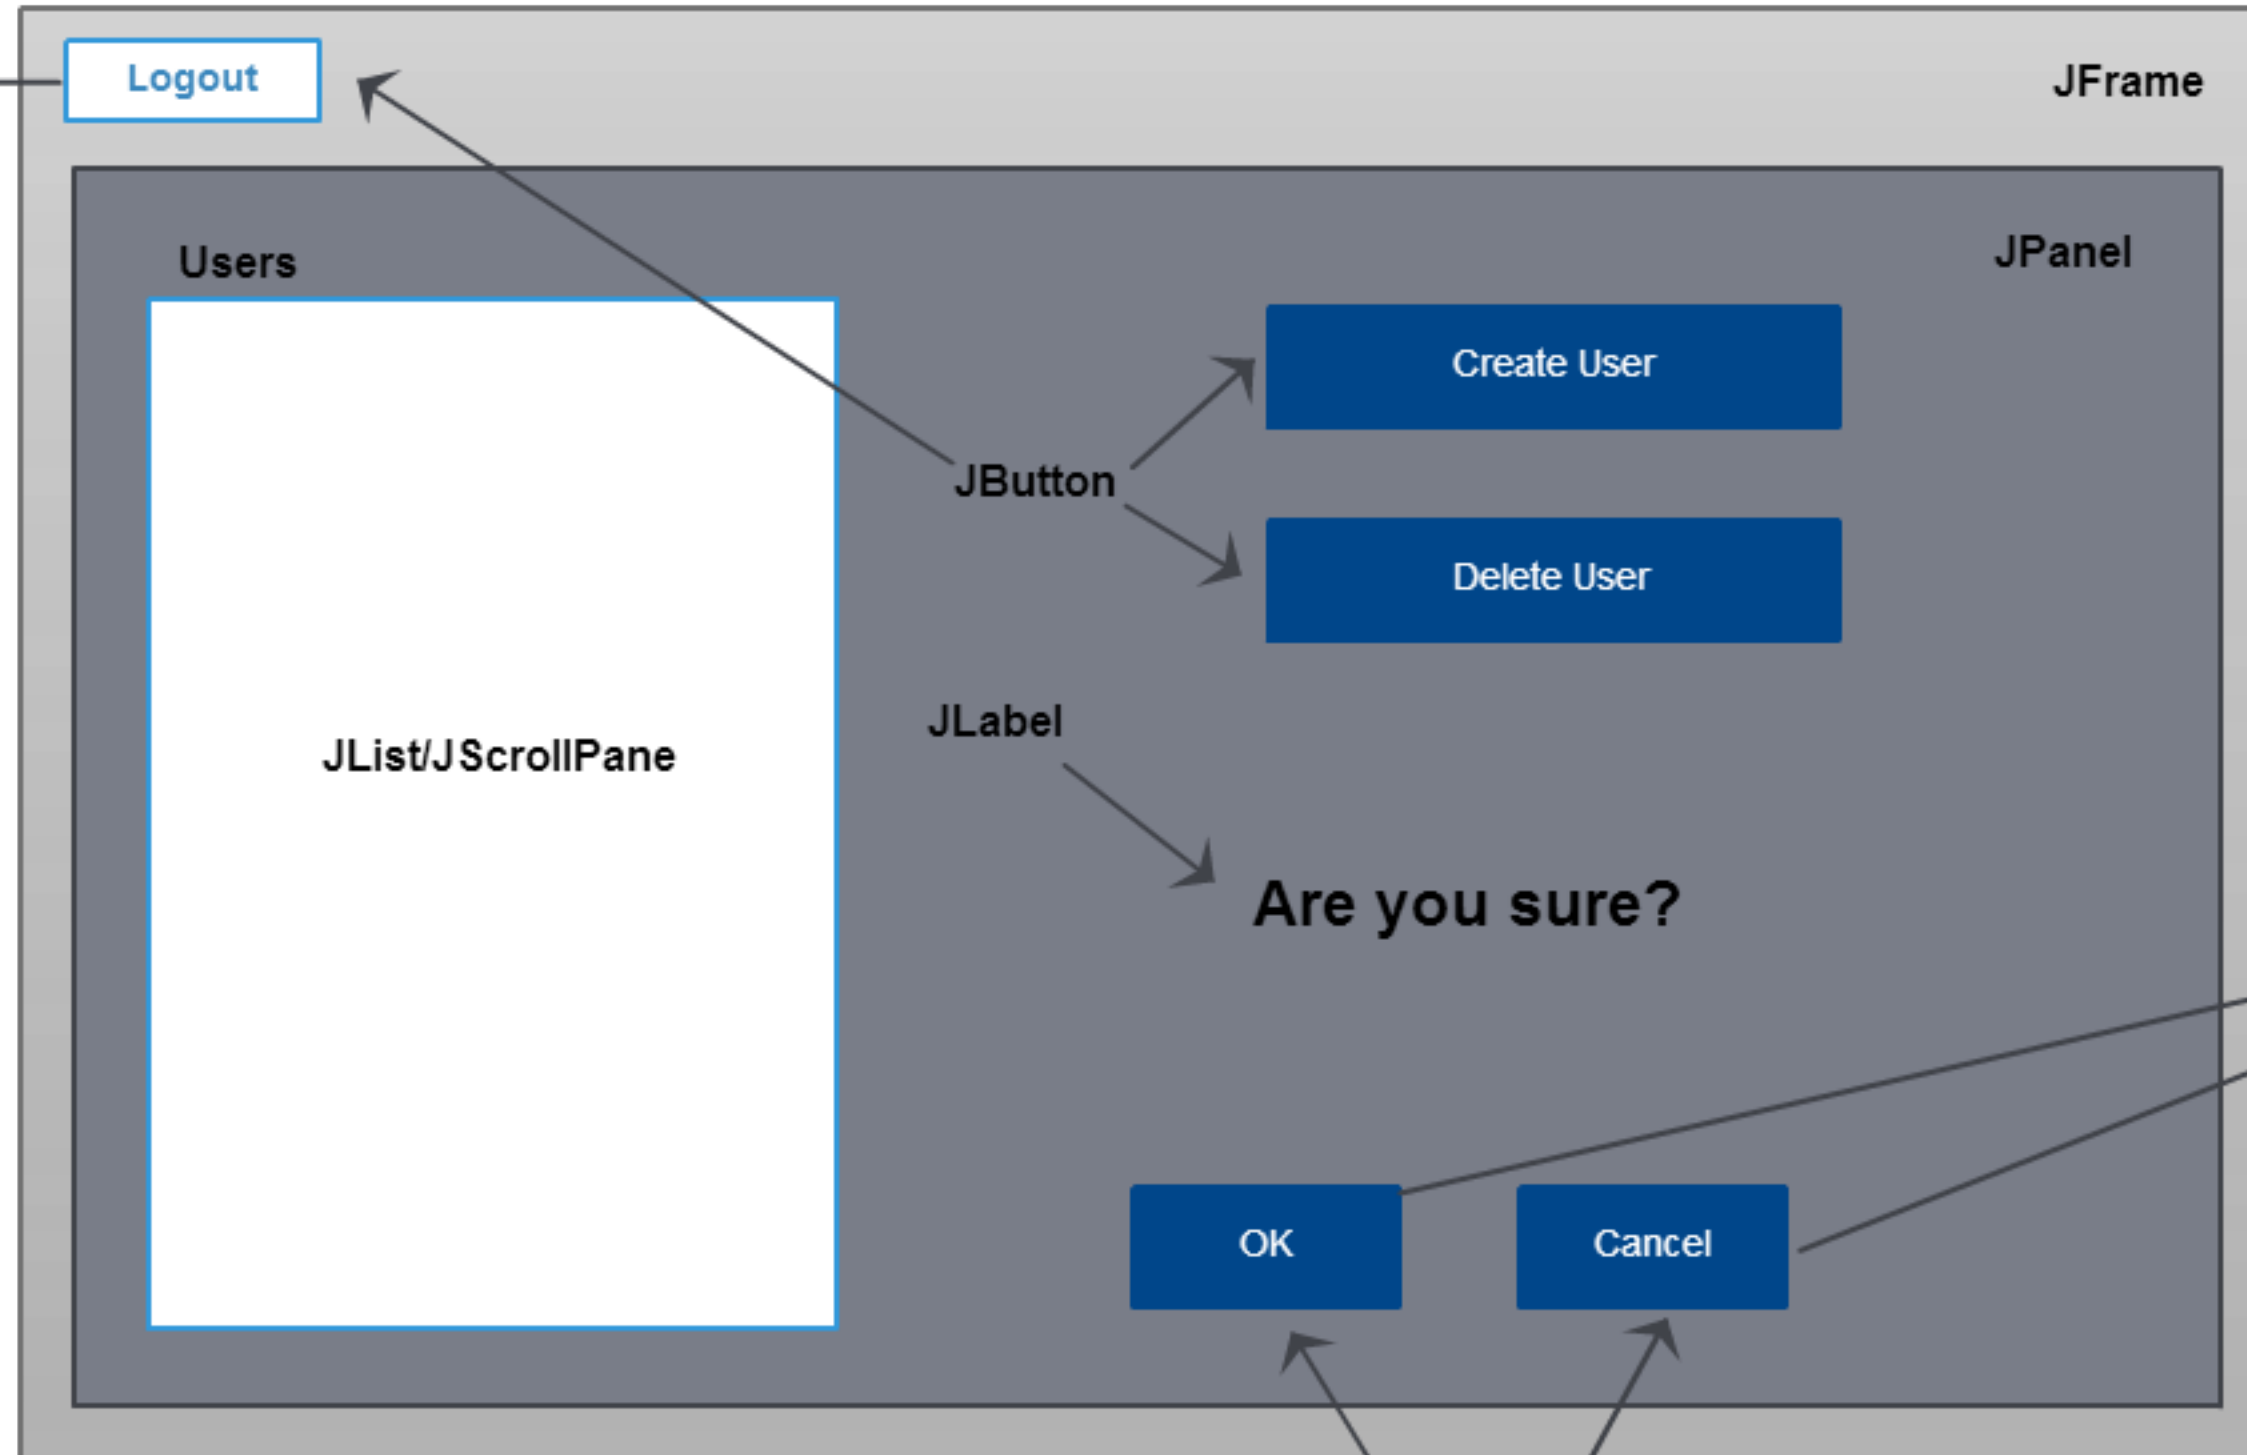 Logout
JFrame
JPanel
Users
Create User
JButton
Delete User
JLabel
JList/JScrollPane
Are you sure?
OK
Cancel